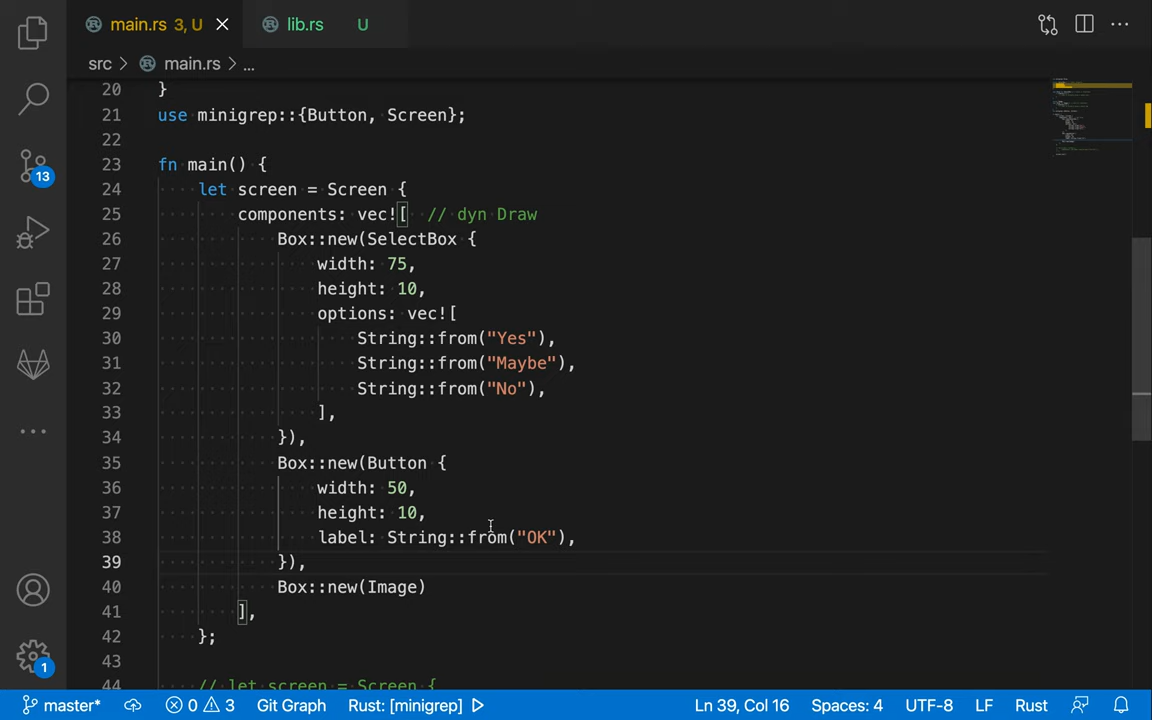 main.rs 3, U
lib.rs U
src > main.rs > ...
20 }
21 use minigrep::{Button, Screen};
22
23 fn main() {
24 let screen = Screen {
25 components: vec![ // dyn Draw
26 Box::new(SelectBox {
27 width: 75,
28 height: 10,
29 options: vec![
30 String::from("Yes"),
31 String::from("Maybe"),
32 String::from("No"),
33 ],
34 }),
35 Box::new(Button {
36 width: 50,
37 height: 10,
38 label: String::from("OK"),
39 }),
40 Box::new(Image)
41 ],
42 };
43
44 // let screen = Screen {
13
1
master* 0 3 Git Graph Rust: [minigrep] Ln 39, Col 16 Spaces: 4 UTF-8 LF Rust